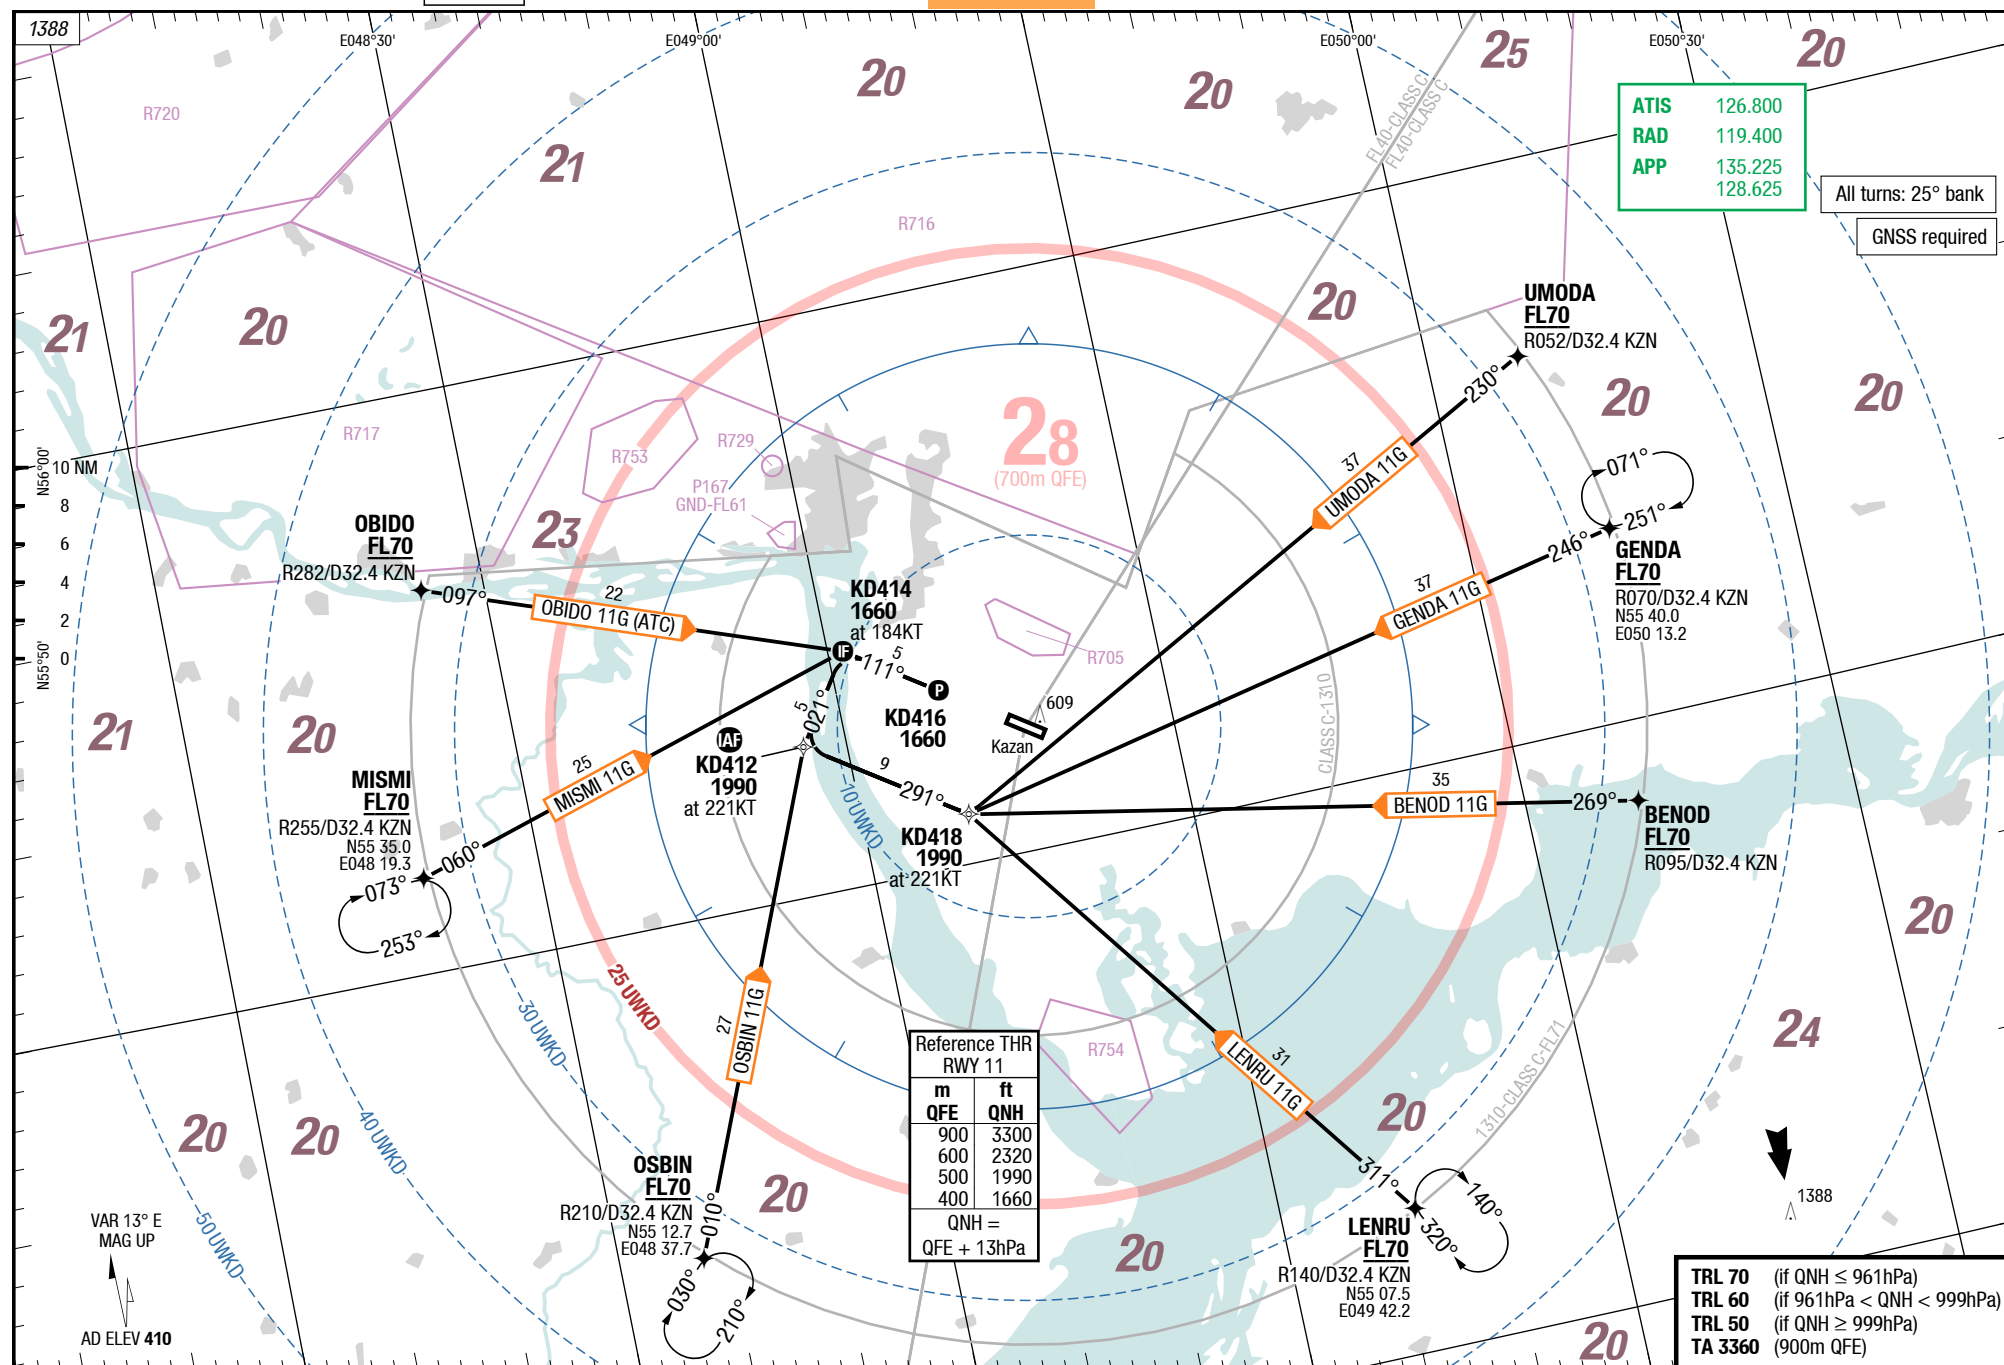 1388
E048°30'
E049°00'
E050°00'
E050°30'
20
20
25
20
21
R720
R716
FL40-CLASS C
FL40-CLASS C
ATIS 126.800
RAD 119.400
APP 135.225
128.625
All turns: 25° bank
GNSS required
21
20
20
20
20
UMODA
FL70
R052/D32.4 KZN
230°
37
UMODA 11G
28
(700m QFE)
R717
R753
R729
P167
GND-FL61
23
N56°00'
10 NM
8
6
4
2
0
N55°50'
OBIDO
FL70
R282/D32.4 KZN
097°
22
OBIDO 11G (ATC)
KD414
1660
at 184KT
IF
5
111°
P
KD416
1660
R705
609
Kazan
CLASS C-1310
071°
251°
246°
GENDA
FL70
R070/D32.4 KZN
N55 40.0
E050 13.2
37
GENDA 11G
21
20
5
021°
IAF
KD412
1990
at 221KT
9
291°
10 UWKD
KD418
1990
at 221KT
35
BENOD 11G
269°
BENOD
FL70
R095/D32.4 KZN
MISMI
FL70
R255/D32.4 KZN
N55 35.0
E048 19.3
060°
073°
253°
25
MISMI 11G
20
25 UWKD
30 UWKD
40 UWKD
50 UWKD
27
OSBIN 11G
R754
31
LENRU 11G
1310-CLASS C-FL71
24
20
20
20
20
20
20
Reference THR
RWY 11
m ft
QFE QNH
900 3300
600 2320
500 1990
400 1660
QNH =
QFE + 13hPa
OSBIN
FL70
R210/D32.4 KZN
N55 12.7
E048 37.7
010°
030°
210°
311°
140°
320°
LENRU
FL70
R140/D32.4 KZN
N55 07.5
E049 42.2
1388
VAR 13° E
MAG UP
AD ELEV 410
TRL 70 (if QNH ≤ 961hPa)
TRL 60 (if 961hPa < QNH < 999hPa)
TRL 50 (if QNH ≥ 999hPa)
TA 3360 (900m QFE)